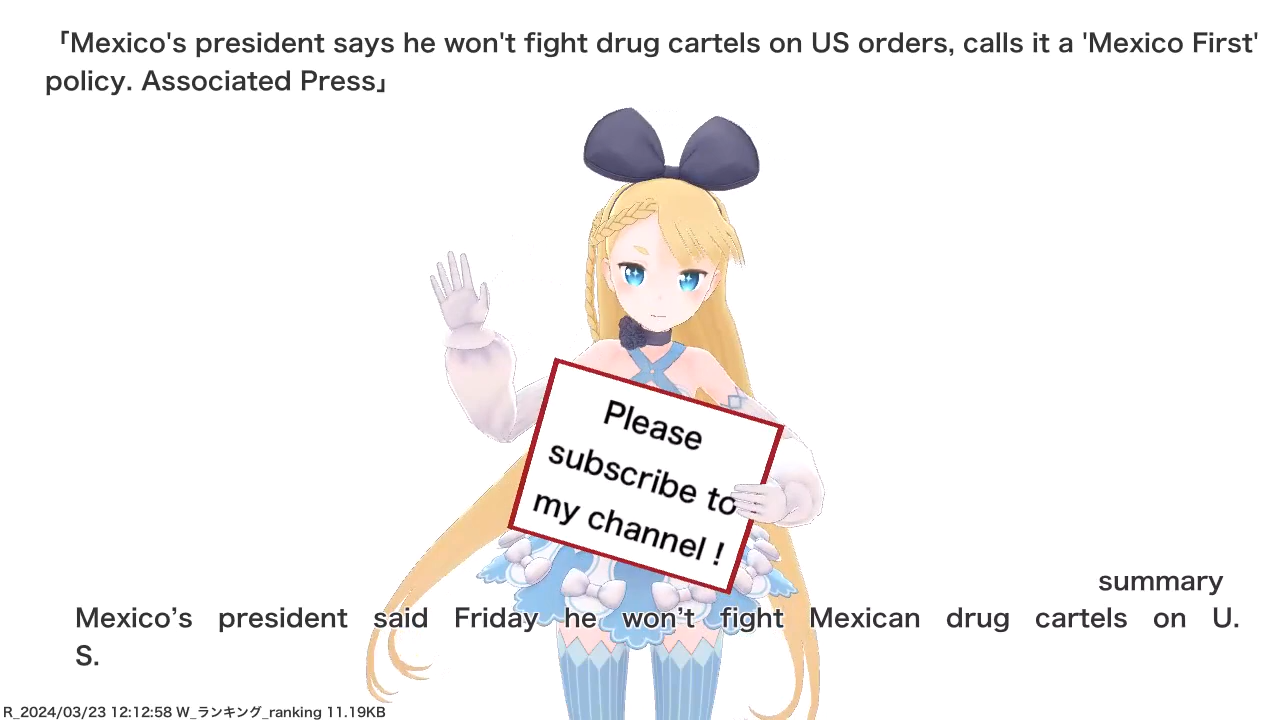 「Mexico's president says he won't fight drug cartels on US orders, calls it a 'Mexico First'
policy. Associated Press」
Please
subscribe to
my channel !
summary
Mexico’s president said Friday he won’t fight Mexican drug cartels on U.
S.
R_2024/03/23 12:12:58 W_ランキング_ranking 11.19KB